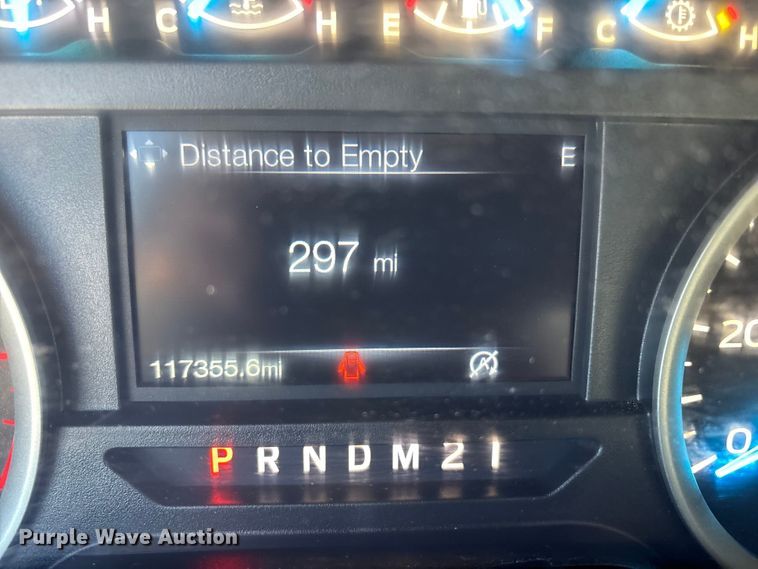 H C H E F C H
Distance to Empty E
297 mi
117355.6mi
P R N D M 2 1
20
0
Purple Wave Auction